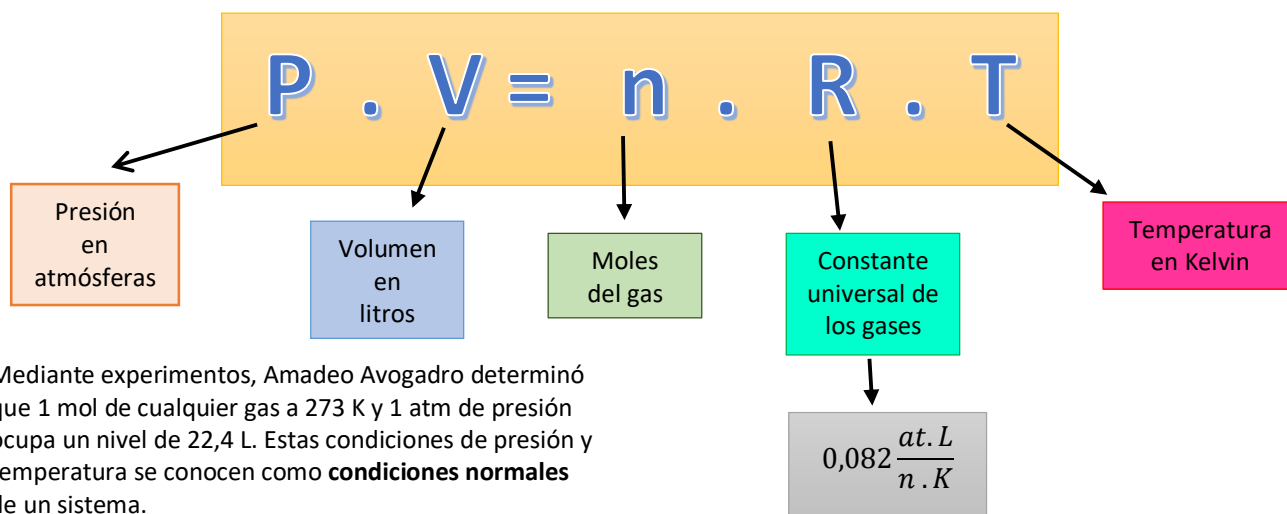 P . V = n . R . T
Presión
en
atmósferas
Volumen
en
litros
Moles
del gas
Constante
universal de
los gases
Temperatura
en Kelvin
Mediante experimentos, Amadeo Avogadro determinó
que 1 mol de cualquier gas a 273 K y 1 atm de presión
ocupa un nivel de 22,4 L. Estas condiciones de presión y
temperatura se conocen como condiciones normales
de un sistema.
0,082 at. L / n . K